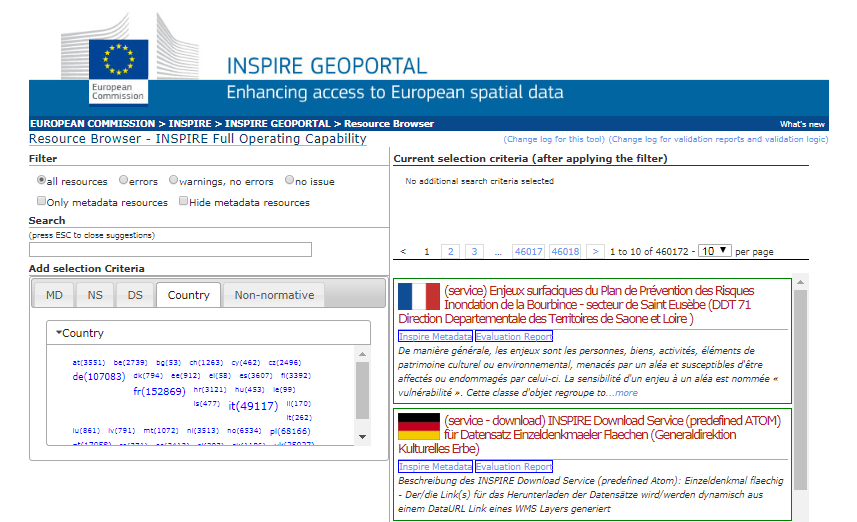 European
Commission
INSPIRE GEOPORTAL
Enhancing access to European spatial data
EUROPEAN COMMISSION > INSPIRE > INSPIRE GEOPORTAL > Resource Browser
What's new
Resource Browser - INSPIRE Full Operating Capability
(Change log for this tool) (Change log for validation reports and validation logic)
Filter
all resources errors warnings, no errors no issue
Only metadata resources Hide metadata resources
Search
(press ESC to close suggestions)
Add selection Criteria
MD NS DS Country Non-normative
Country
at(3551) be(2739) bg(53) ch(1263) cy(462) cz(2496)
de(107083) dk(794) ee(912) el(58) es(3607) fi(3392)
fr(152869) hr(3121) hu(453) ie(99)
is(477) it(49117) li(170)
lt(262)
lu(861) lv(791) mt(1072) nl(3513) no(6534) pl(68166)
Current selection criteria (after applying the filter)
No additional search criteria selected
< 1 2 3 ... 46017 46018 > 1 to 10 of 460172 - 10 per page
(service) Enjeux surfaciques du Plan de Prévention des Risques
Inondation de la Bourbince - secteur de Saint Eusèbe (DDT 71
Direction Departementale des Territoires de Saone et Loire )
Inspire Metadata Evaluation Report
De manière générale, les enjeux sont les personnes, biens, activités, éléments de
patrimoine culturel ou environnemental, menacés par un aléa et susceptibles d'être
affectés ou endommagés par celui-ci. La sensibilité d'un enjeu à un aléa est nommée «
vulnérabilité ». Cette classe d'objet regroupe to...more
(service - download) INSPIRE Download Service (predefined ATOM)
für Datensatz Einzeldenkmaeler Flaechen (Generaldirektion
Kulturelles Erbe)
Inspire Metadata Evaluation Report
Beschreibung des INSPIRE Download Service (predefined Atom): Einzeldenkmal flaechig
- Der/die Link(s) für das Herunterladen der Datensätze wird/werden dynamisch aus
einem DataURL Link eines WMS Layers generiert